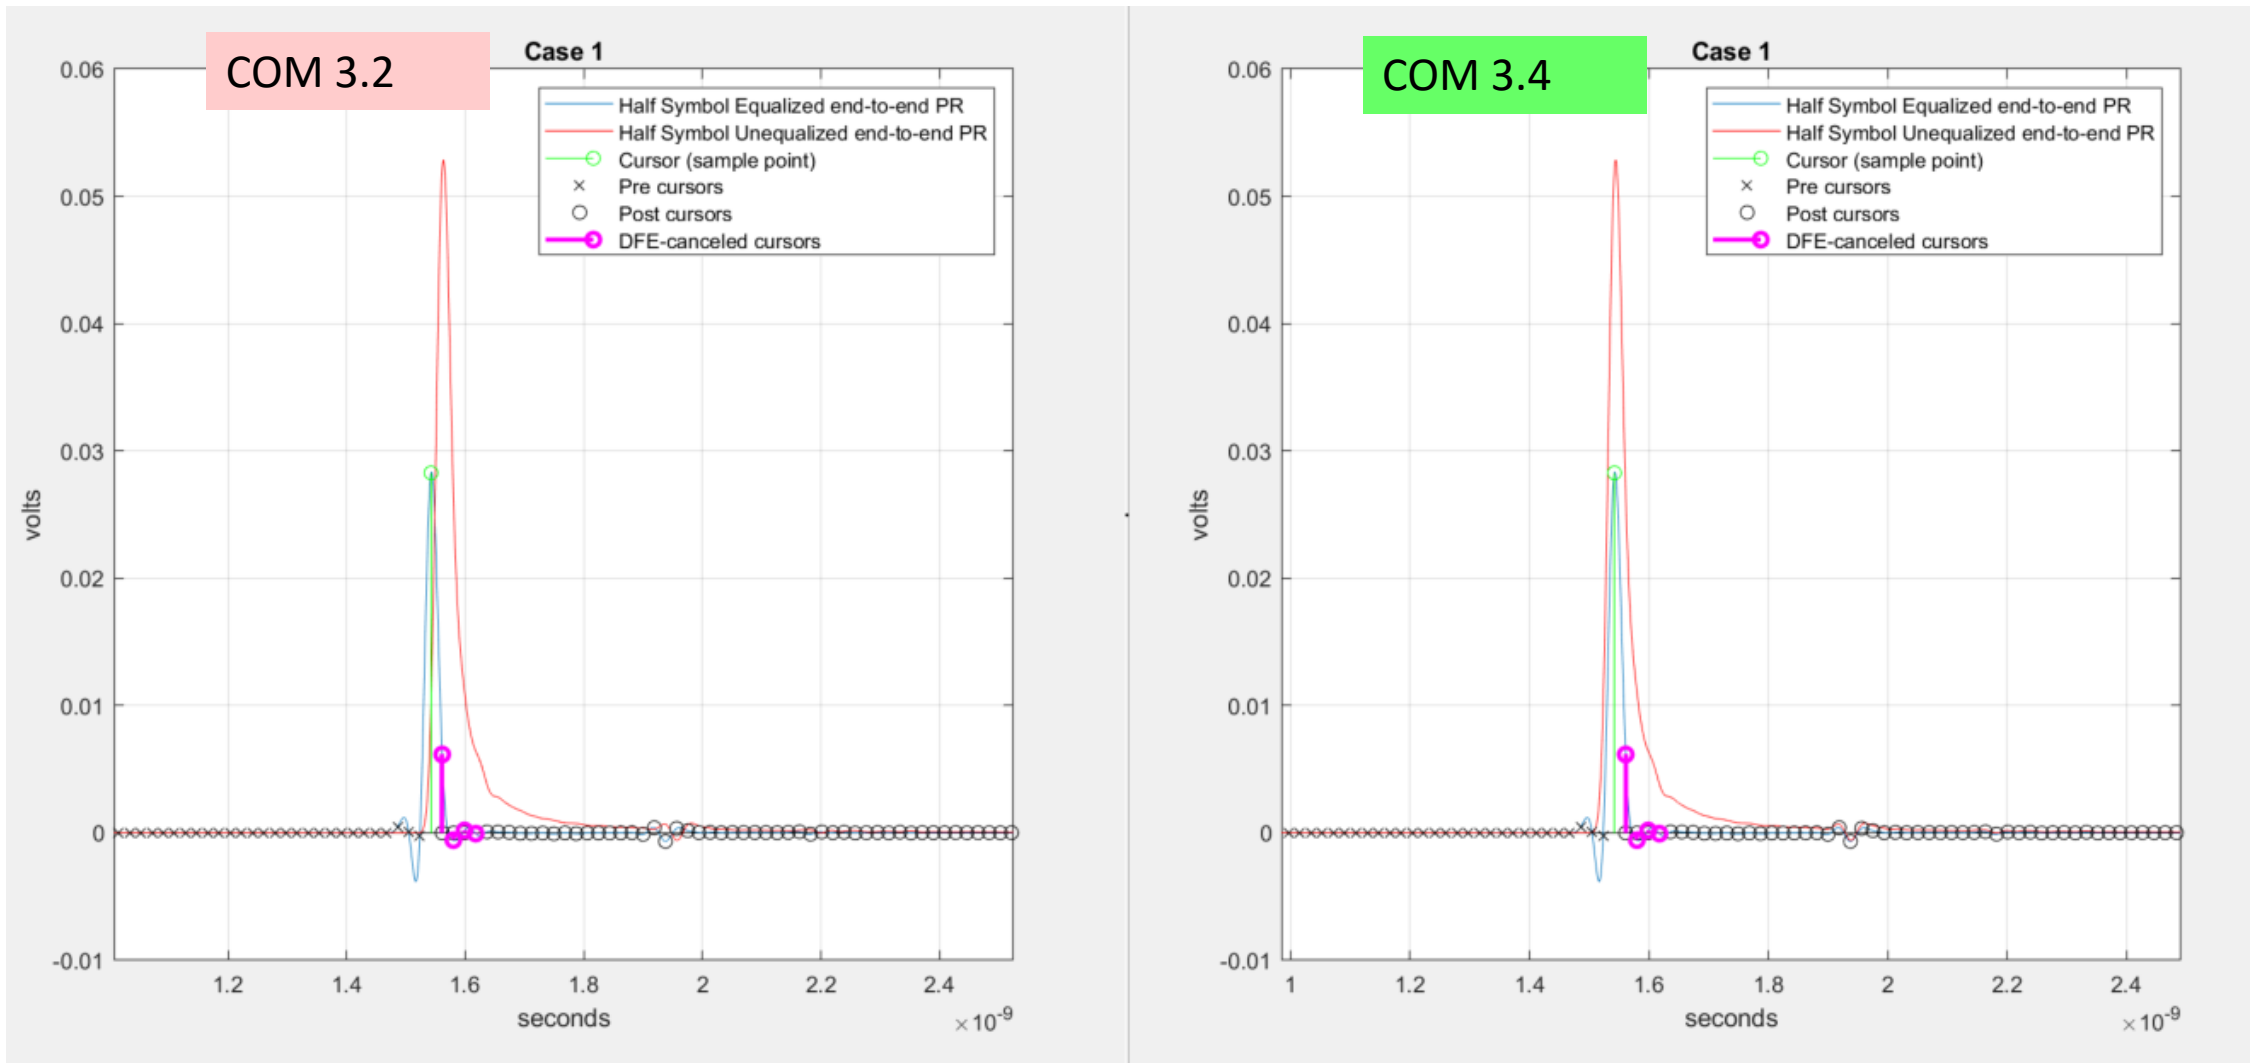 COM 3.2
Case 1
0.06
0.05
0.04
0.03
0.02
0.01
0
-0.01
volts
Half Symbol Equalized end-to-end PR
Half Symbol Unequalized end-to-end PR
Cursor (sample point)
Pre cursors
Post cursors
DFE-canceled cursors
1.2 1.4 1.6 1.8 2 2.2 2.4
seconds
×10-9
COM 3.4
Case 1
0.06
0.05
0.04
0.03
0.02
0.01
0
-0.01
volts
Half Symbol Equalized end-to-end PR
Half Symbol Unequalized end-to-end PR
Cursor (sample point)
Pre cursors
Post cursors
DFE-canceled cursors
1 1.2 1.4 1.6 1.8 2 2.2 2.4
seconds
×10-9